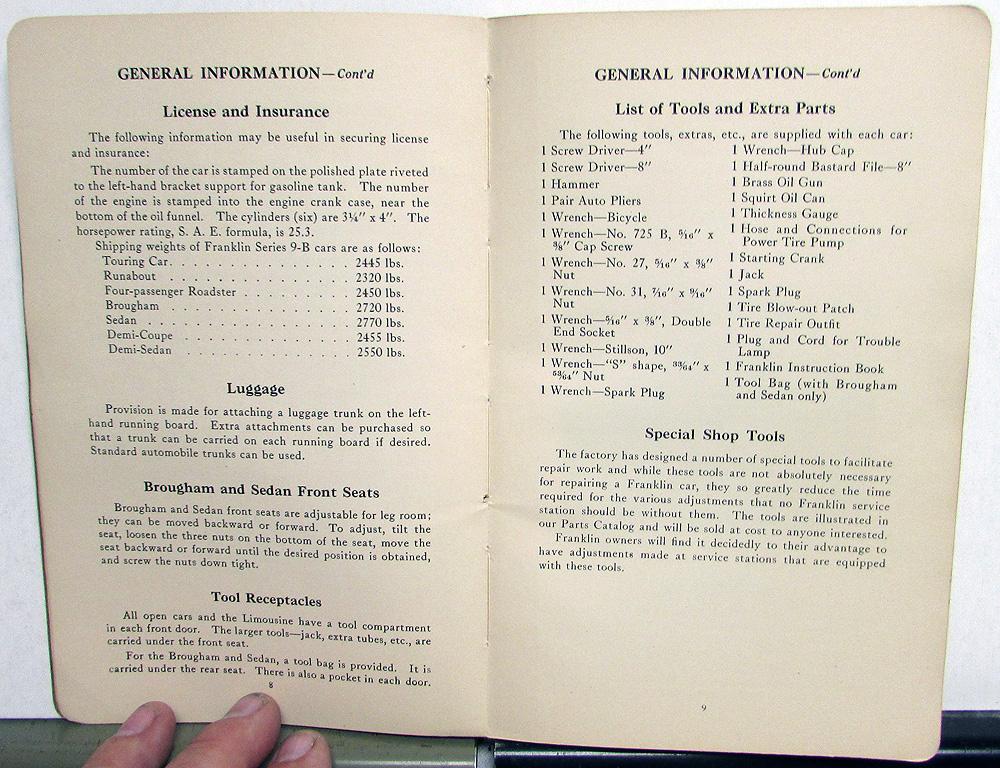 GENERAL INFORMATION—Cont'd
License and Insurance
The following information may be useful in securing license
and insurance:
The number of the car is stamped on the polished plate riveted
to the left-hand bracket support for gasoline tank. The number
of the engine is stamped into the engine crank case, near the
bottom of the oil funnel. The cylinders (six) are 3¼″ x 4″. The
horsepower rating, S. A. E. formula, is 25.3.
Shipping weights of Franklin Series 9-B cars are as follows:
Touring Car. . . . . . . . . . . . . . . . 2445 lbs.
Runabout . . . . . . . . . . . . . . . . 2320 lbs.
Four-passenger Roadster . . . . . . . . . 2450 lbs.
Brougham . . . . . . . . . . . . . . . . 2720 lbs.
Sedan . . . . . . . . . . . . . . . . . 2770 lbs.
Demi-Coupe . . . . . . . . . . . . . . . 2455 lbs.
Demi-Sedan . . . . . . . . . . . . . . . 2550 lbs.
Luggage
Provision is made for attaching a luggage trunk on the left-
hand running board. Extra attachments can be purchased so
that a trunk can be carried on each running board if desired.
Standard automobile trunks can be used.
Brougham and Sedan Front Seats
Brougham and Sedan front seats are adjustable for leg room;
they can be moved backward or forward. To adjust, tilt the
seat, loosen the three nuts on the bottom of the seat, move the
seat backward or forward until the desired position is obtained,
and screw the nuts down tight.
Tool Receptacles
All open cars and the Limousine have a tool compartment
in each front door. The larger tools—jack, extra tubes, etc., are
carried under the front seat.
For the Brougham and Sedan, a tool bag is provided. It is
carried under the rear seat. There is also a pocket in each door.
8
GENERAL INFORMATION—Cont'd
List of Tools and Extra Parts
The following tools, extras, etc., are supplied with each car:
1 Screw Driver—4″
1 Screw Driver—8″
1 Hammer
1 Pair Auto Pliers
1 Wrench—Bicycle
1 Wrench—No. 725 B, 5⁄16″ x
⅜″ Cap Screw
1 Wrench—No. 27, 5⁄16″ x ⅜″
Nut
1 Wrench—No. 31, 7⁄16″ x 9⁄16″
Nut
1 Wrench—5⁄16″ x ⅜″, Double
End Socket
1 Wrench—Stillson, 10″
1 Wrench—"S" shape, 33⁄64″ x
53⁄64″ Nut
1 Wrench—Spark Plug
1 Wrench—Hub Cap
1 Half-round Bastard File—8″
1 Brass Oil Gun
1 Squirt Oil Can
1 Thickness Gauge
1 Hose and Connections for
Power Tire Pump
1 Starting Crank
1 Jack
1 Spark Plug
1 Tire Blow-out Patch
1 Tire Repair Outfit
1 Plug and Cord for Trouble
Lamp
1 Franklin Instruction Book
1 Tool Bag (with Brougham
and Sedan only)
Special Shop Tools
The factory has designed a number of special tools to facilitate
repair work and while these tools are not absolutely necessary
for repairing a Franklin car, they so greatly reduce the time
required for the various adjustments that no Franklin service
station should be without them. The tools are illustrated in
our Parts Catalog and will be sold at cost to anyone interested.
Franklin owners will find it decidedly to their advantage to
have adjustments made at service stations that are equipped
with these tools.
9